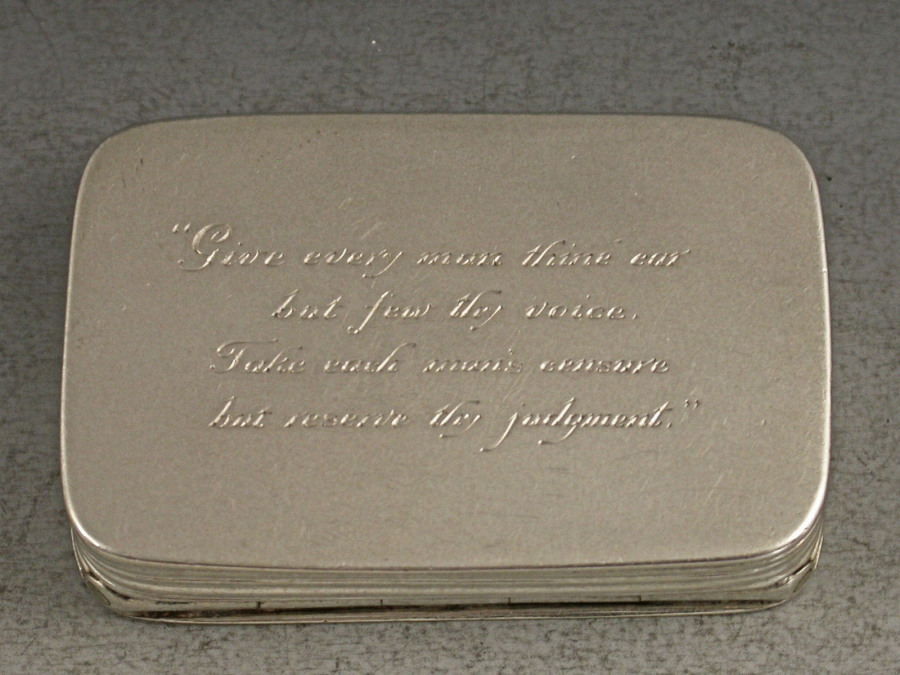 “Give every man thine ear
but few thy voice.
Take each man's censure
but reserve thy judgment.”